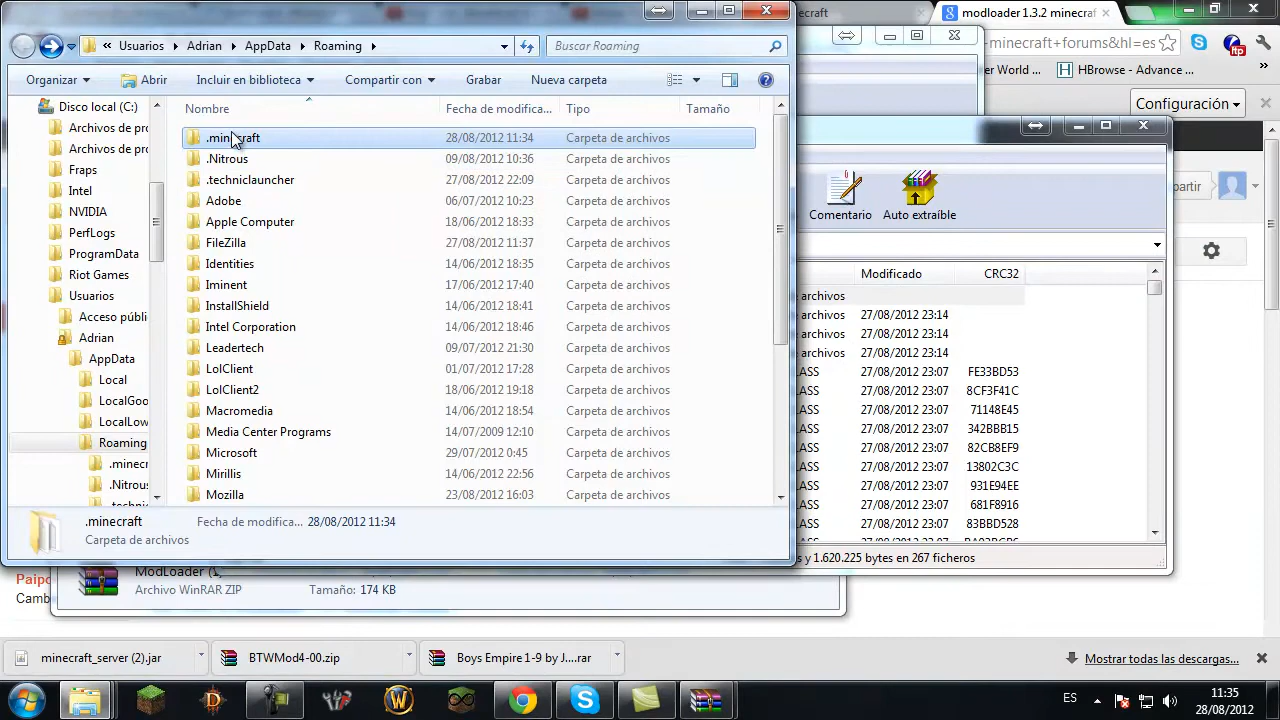 craft
modloader 1.3.2 minecraf
Usuarios
Adrian
AppData
Roaming
Buscar Roaming
-minecraft+forums&hl=es
ftp
Organizar
Abrir
Incluir en biblioteca
Compartir con
Grabar
Nueva carpeta
er World ...
HBrowse - Advance ...
Configuración
Disco local (C:)
Archivos de pro
Archivos de pro
Fraps
Intel
NVIDIA
PerfLogs
ProgramData
Riot Games
Usuarios
Acceso públi
Adrian
AppData
Local
LocalGoo
LocalLow
Roaming
.minecr
.Nitrous
.technic
Nombre
Fecha de modifica...
Tipo
Tamaño
.minecraft
28/08/2012 11:34
Carpeta de archivos
.Nitrous
09/08/2012 10:36
Carpeta de archivos
.techniclauncher
27/08/2012 22:09
Carpeta de archivos
Adobe
06/07/2012 10:23
Carpeta de archivos
Apple Computer
18/06/2012 18:33
Carpeta de archivos
FileZilla
27/08/2012 11:37
Carpeta de archivos
Identities
14/06/2012 18:35
Carpeta de archivos
Iminent
17/06/2012 17:40
Carpeta de archivos
InstallShield
14/06/2012 18:41
Carpeta de archivos
Intel Corporation
14/06/2012 18:46
Carpeta de archivos
Leadertech
09/07/2012 21:30
Carpeta de archivos
LolClient
01/07/2012 17:28
Carpeta de archivos
LolClient2
18/06/2012 19:18
Carpeta de archivos
Macromedia
14/06/2012 18:54
Carpeta de archivos
Media Center Programs
14/07/2009 12:10
Carpeta de archivos
Microsoft
29/07/2012 0:45
Carpeta de archivos
Mirillis
14/06/2012 22:56
Carpeta de archivos
Mozilla
23/08/2012 16:03
Carpeta de archivos
.minecraft
Fecha de modifica... 28/08/2012 11:34
Carpeta de archivos
Comentario
Auto extraíble
partir
Modificado
CRC32
archivos
archivos 27/08/2012 23:14
archivos 27/08/2012 23:14
archivos 27/08/2012 23:14
LASS 27/08/2012 23:07 FE33BD53
LASS 27/08/2012 23:07 8CF3F41C
LASS 27/08/2012 23:07 71148E45
LASS 27/08/2012 23:07 342BBB15
LASS 27/08/2012 23:07 82CB8EF9
LASS 27/08/2012 23:07 13802C3C
LASS 27/08/2012 23:07 931E94EE
LASS 27/08/2012 23:07 681F8916
LASS 27/08/2012 23:07 83BBD528
s y 1.620.225 bytes en 267 ficheros
Paipo
Camb
ModLoader
Archivo WinRAR ZIP
Tamaño: 174 KB
minecraft_server (2).jar
BTWMod4-00.zip
Boys Empire 1-9 by J....rar
Mostrar todas las descargas...
ES
11:35
28/08/2012